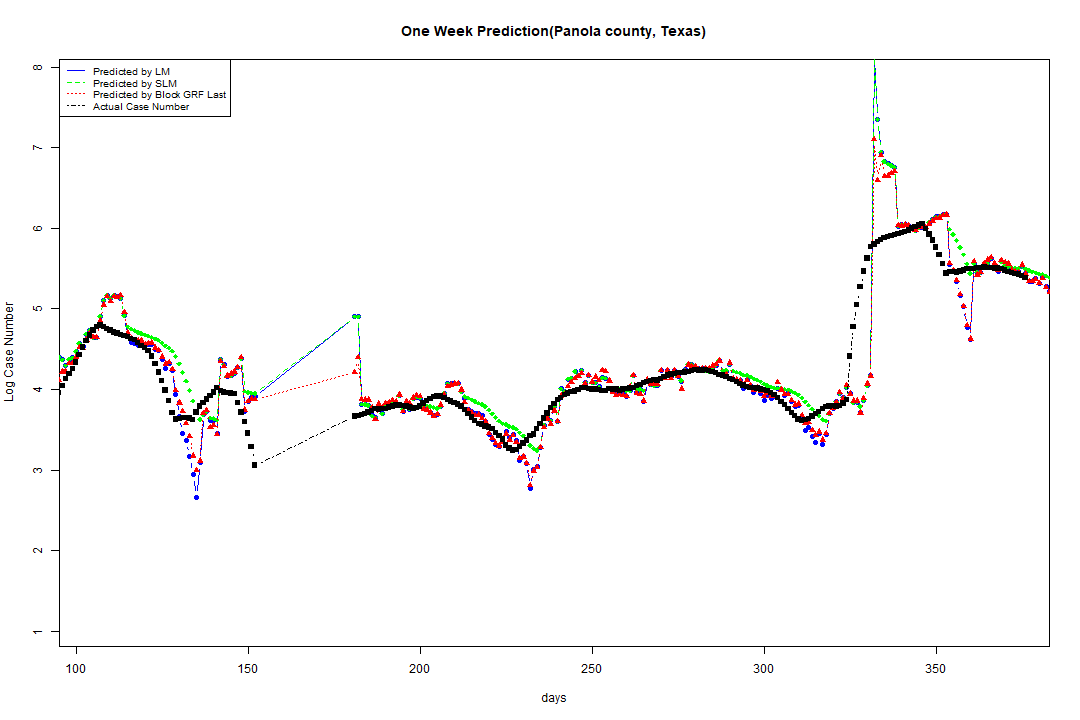 One Week Prediction(Panola county, Texas)
Predicted by LM
Predicted by SLM
Predicted by Block GRF Last
Actual Case Number
8
7
6
5
4
3
2
1
Log Case Number
100 150 200 250 300 350
days